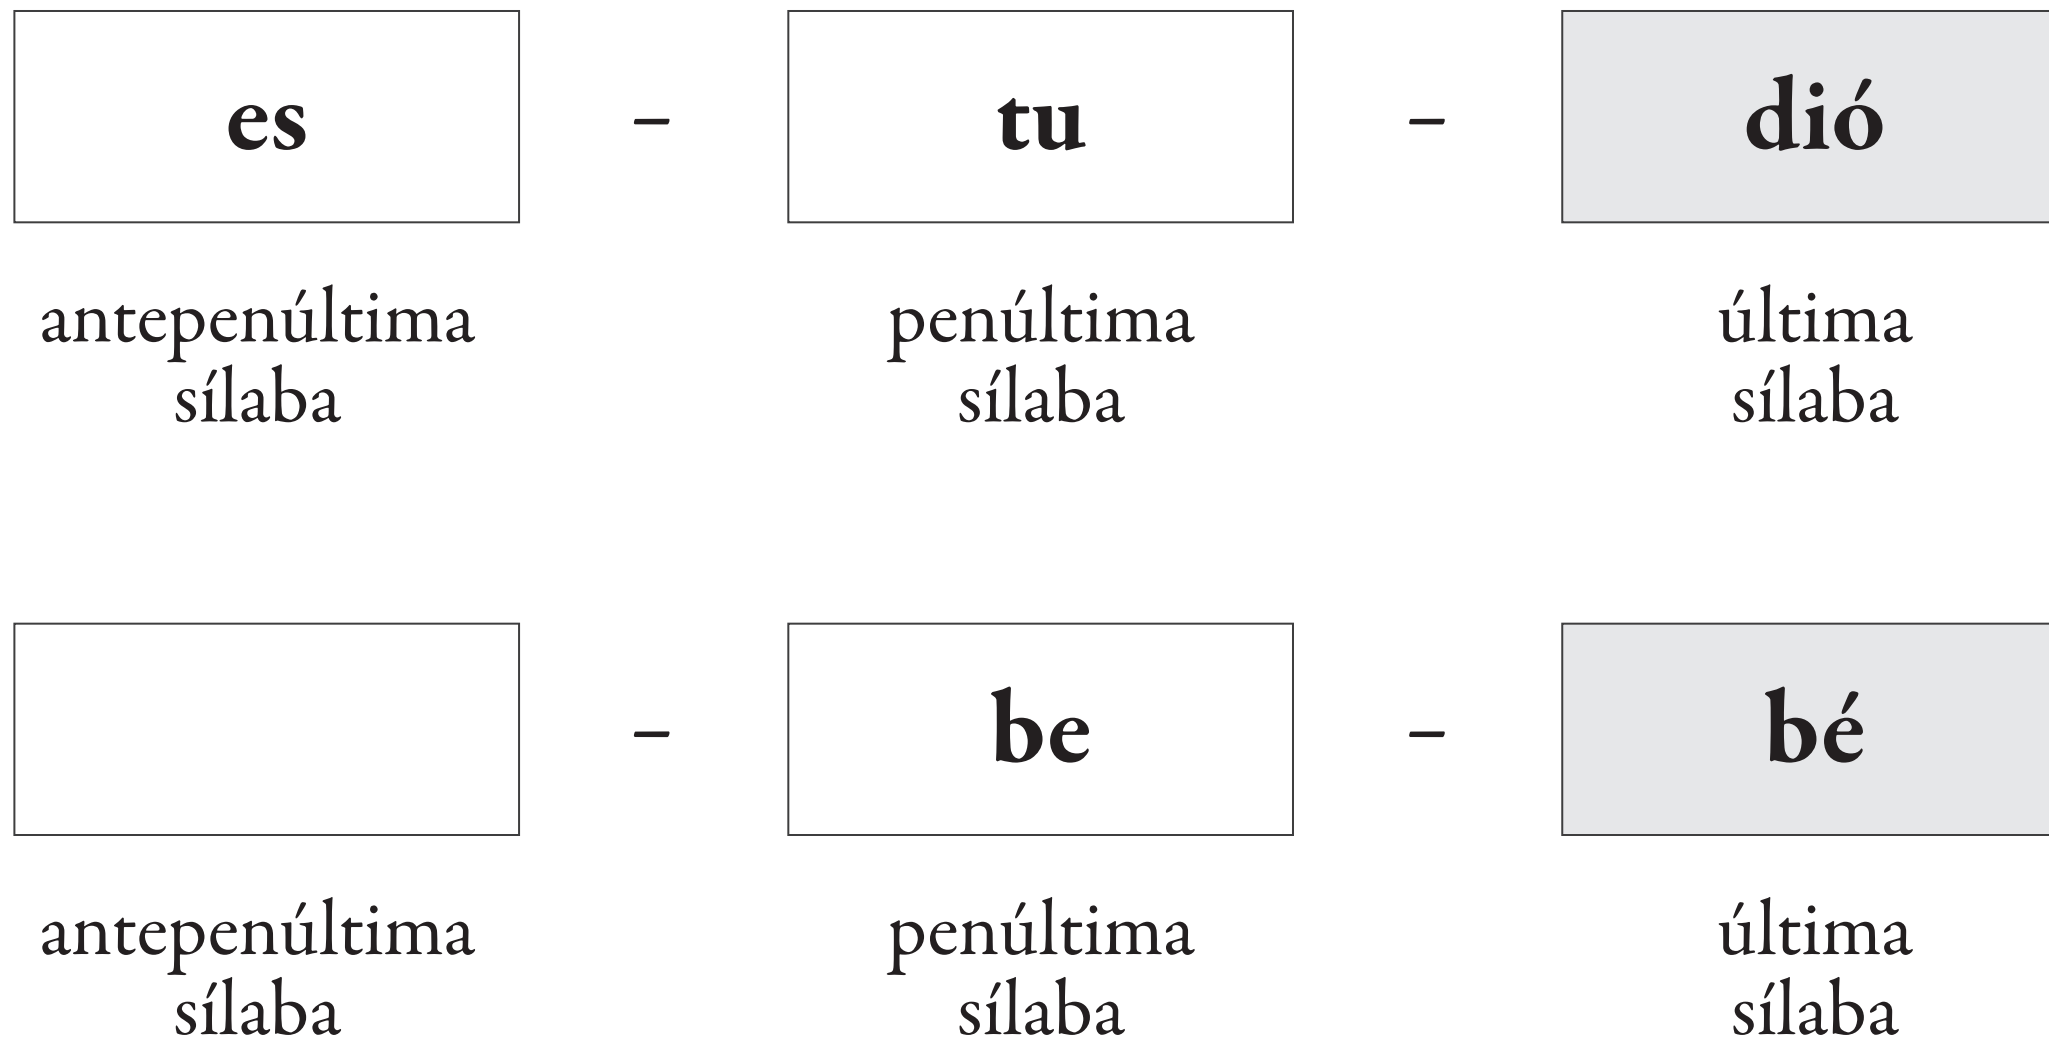 es – tu – dió
antepenúltima penúltima última
sílaba sílaba sílaba
– be – bé
antepenúltima penúltima última
sílaba sílaba sílaba